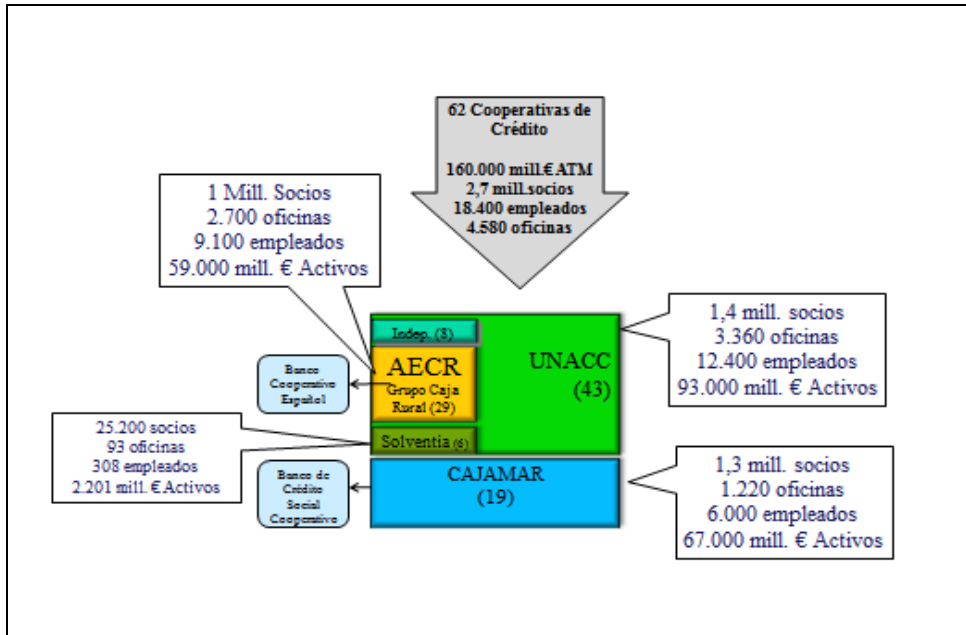 62 Cooperativas de
Crédito
160.000 mill.€ ATM
2,7 mill.socios
18.400 empleados
4.580 oficinas
1 Mill. Socios
2.700 oficinas
9.100 empleados
59.000 mill. € Activos
Indep. (8)
AECR
Grupo Caja
Rural (29)
Solventia (6)
UNACC
(43)
1,4 mill. socios
3.360 oficinas
12.400 empleados
93.000 mill. € Activos
Banco
Cooperativo
Español
25.200 socios
93 oficinas
308 empleados
2.201 mill. € Activos
Banco de
Crédito
Social
Cooperativo
CAJAMAR
(19)
1,3 mill. socios
1.220 oficinas
6.000 empleados
67.000 mill. € Activos